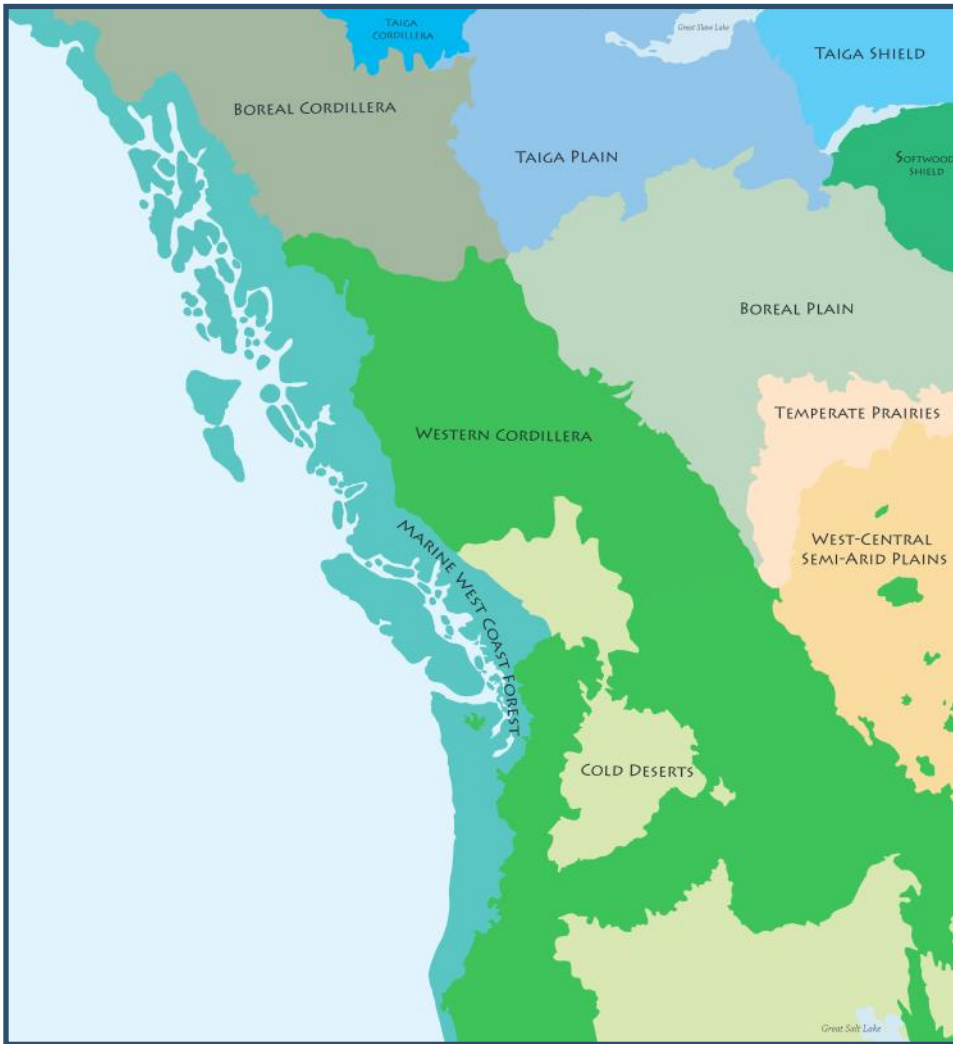 TAIGA
CORDILLERA
Great Slave Lake
TAIGA SHIELD
BOREAL CORDILLERA
TAIGA PLAIN
SOFTWOOD
SHIELD
BOREAL PLAIN
TEMPERATE PRAIRIES
WESTERN CORDILLERA
MARINE WEST COAST FOREST
WEST-CENTRAL
SEMI-ARID PLAINS
COLD DESERTS
Great Salt Lake